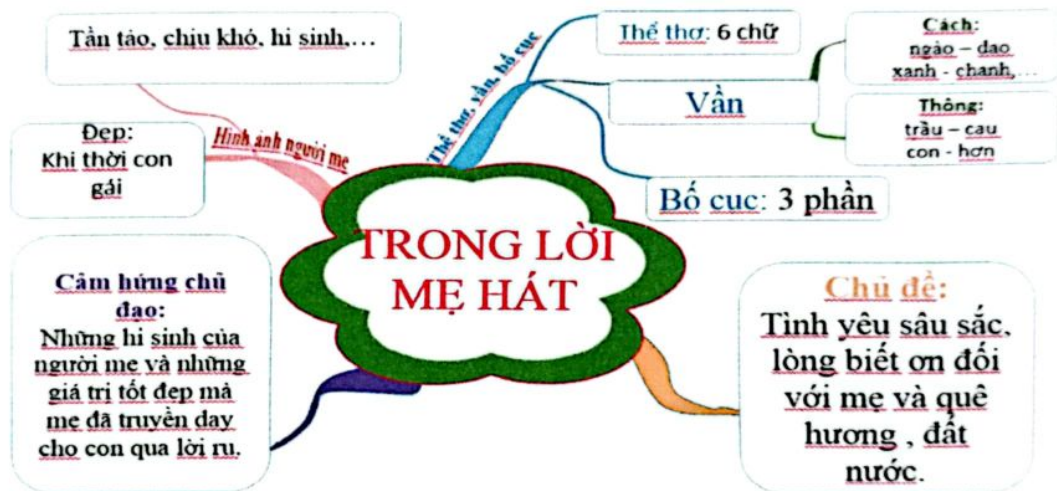 TRONG LỜI
MẸ HÁT
Thể thơ, vần, bố cục
Thể thơ: 6 chữ
Vần
Cách:
ngào – dao
xanh - chanh,...
Thông:
trầu – cau
con - hơn
Bố cục: 3 phần
Chủ đề:
Tình yêu sâu sắc,
lòng biết ơn đối
với mẹ và quê
hương , đất
nước.
Cảm hứng chủ
đạo:
Những hi sinh của
người mẹ và những
giá trị tốt đẹp mà
mẹ đã truyền dạy
cho con qua lời ru.
Hình ảnh người mẹ
Tần tảo, chịu khó, hi sinh,...
Đẹp:
Khi thời con
gái